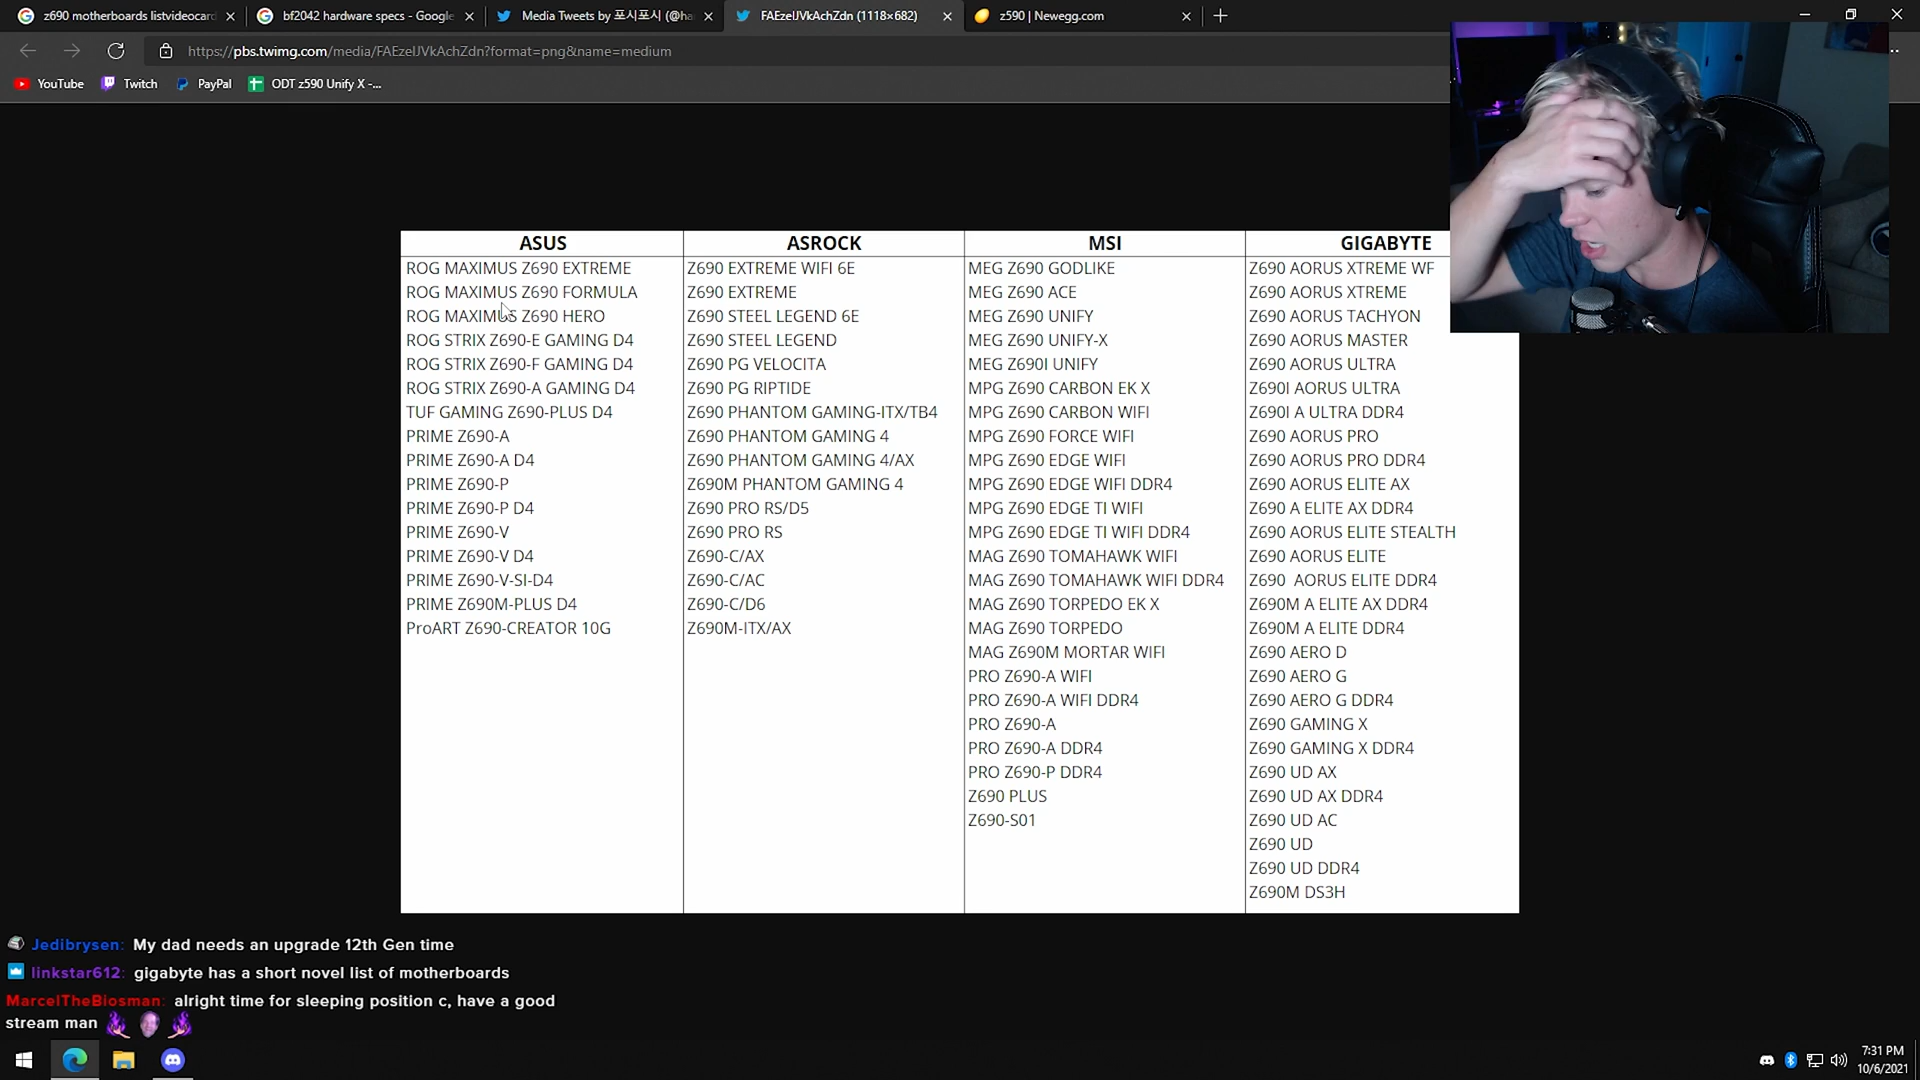 z690 motherboards listvideocar
bf2042 hardware specs - Google
Media Tweets by 포시포시 (@ha
FAEzeIJVkAchZdn (1118×682)
z590 | Newegg.com
https://pbs.twimg.com/media/FAEzeIJVkAchZdn?format=png&name=medium
YouTube
Twitch
PayPal
ODT z590 Unify X -...
ASUS
ROG MAXIMUS Z690 EXTREME
ROG MAXIMUS Z690 FORMULA
ROG MAXIMUS Z690 HERO
ROG STRIX Z690-E GAMING D4
ROG STRIX Z690-F GAMING D4
ROG STRIX Z690-A GAMING D4
TUF GAMING Z690-PLUS D4
PRIME Z690-A
PRIME Z690-A D4
PRIME Z690-P
PRIME Z690-P D4
PRIME Z690-V
PRIME Z690-V D4
PRIME Z690-V-SI-D4
PRIME Z690M-PLUS D4
ProART Z690-CREATOR 10G
ASROCK
Z690 EXTREME WIFI 6E
Z690 EXTREME
Z690 STEEL LEGEND 6E
Z690 STEEL LEGEND
Z690 PG VELOCITA
Z690 PG RIPTIDE
Z690 PHANTOM GAMING-ITX/TB4
Z690 PHANTOM GAMING 4
Z690 PHANTOM GAMING 4/AX
Z690M PHANTOM GAMING 4
Z690 PRO RS/D5
Z690 PRO RS
Z690-C/AX
Z690-C/AC
Z690-C/D6
Z690M-ITX/AX
MSI
MEG Z690 GODLIKE
MEG Z690 ACE
MEG Z690 UNIFY
MEG Z690 UNIFY-X
MEG Z690I UNIFY
MPG Z690 CARBON EK X
MPG Z690 CARBON WIFI
MPG Z690 FORCE WIFI
MPG Z690 EDGE WIFI
MPG Z690 EDGE WIFI DDR4
MPG Z690 EDGE TI WIFI
MPG Z690 EDGE TI WIFI DDR4
MAG Z690 TOMAHAWK WIFI
MAG Z690 TOMAHAWK WIFI DDR4
MAG Z690 TORPEDO EK X
MAG Z690 TORPEDO
MAG Z690M MORTAR WIFI
PRO Z690-A WIFI
PRO Z690-A WIFI DDR4
PRO Z690-A
PRO Z690-A DDR4
PRO Z690-P DDR4
Z690 PLUS
Z690-S01
GIGABYTE
Z690 AORUS XTREME WF
Z690 AORUS XTREME
Z690 AORUS TACHYON
Z690 AORUS MASTER
Z690 AORUS ULTRA
Z690I AORUS ULTRA
Z690I A ULTRA DDR4
Z690 AORUS PRO
Z690 AORUS PRO DDR4
Z690 AORUS ELITE AX
Z690 A ELITE AX DDR4
Z690 AORUS ELITE STEALTH
Z690 AORUS ELITE
Z690 AORUS ELITE DDR4
Z690M A ELITE AX DDR4
Z690M A ELITE DDR4
Z690 AERO D
Z690 AERO G
Z690 AERO G DDR4
Z690 GAMING X
Z690 GAMING X DDR4
Z690 UD AX
Z690 UD AX DDR4
Z690 UD AC
Z690 UD
Z690 UD DDR4
Z690M DS3H
Jedibrysen: My dad needs an upgrade 12th Gen time
linkstar612: gigabyte has a short novel list of motherboards
MarcelTheBiosman: alright time for sleeping position c, have a good
stream man
7:31 PM
10/6/2021